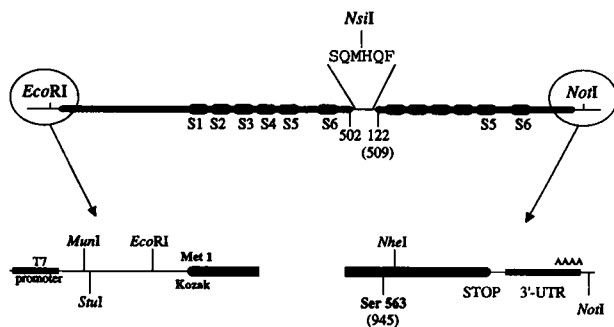 NsiI
SQMHQF
EcoRI
NotI
S1 S2 S3 S4 S5 S6 502 122 S5 S6
(509)
MunI EcoRI Met 1 NheI AAAA
T7
promoter
StuI Kozak Ser 563 STOP 3'-UTR NotI
(945)